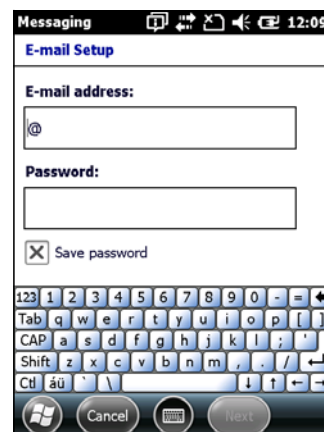 Messaging 12:09
E-mail Setup
E-mail address:
@
Password:
Save password
123 1 2 3 4 5 6 7 8 9 0 - =
Tab q w e r t y u i o p [ ]
CAP a s d f g h j k l ; '
Shift z x c v b n m , . /
Ctl áü ` \
Cancel Next